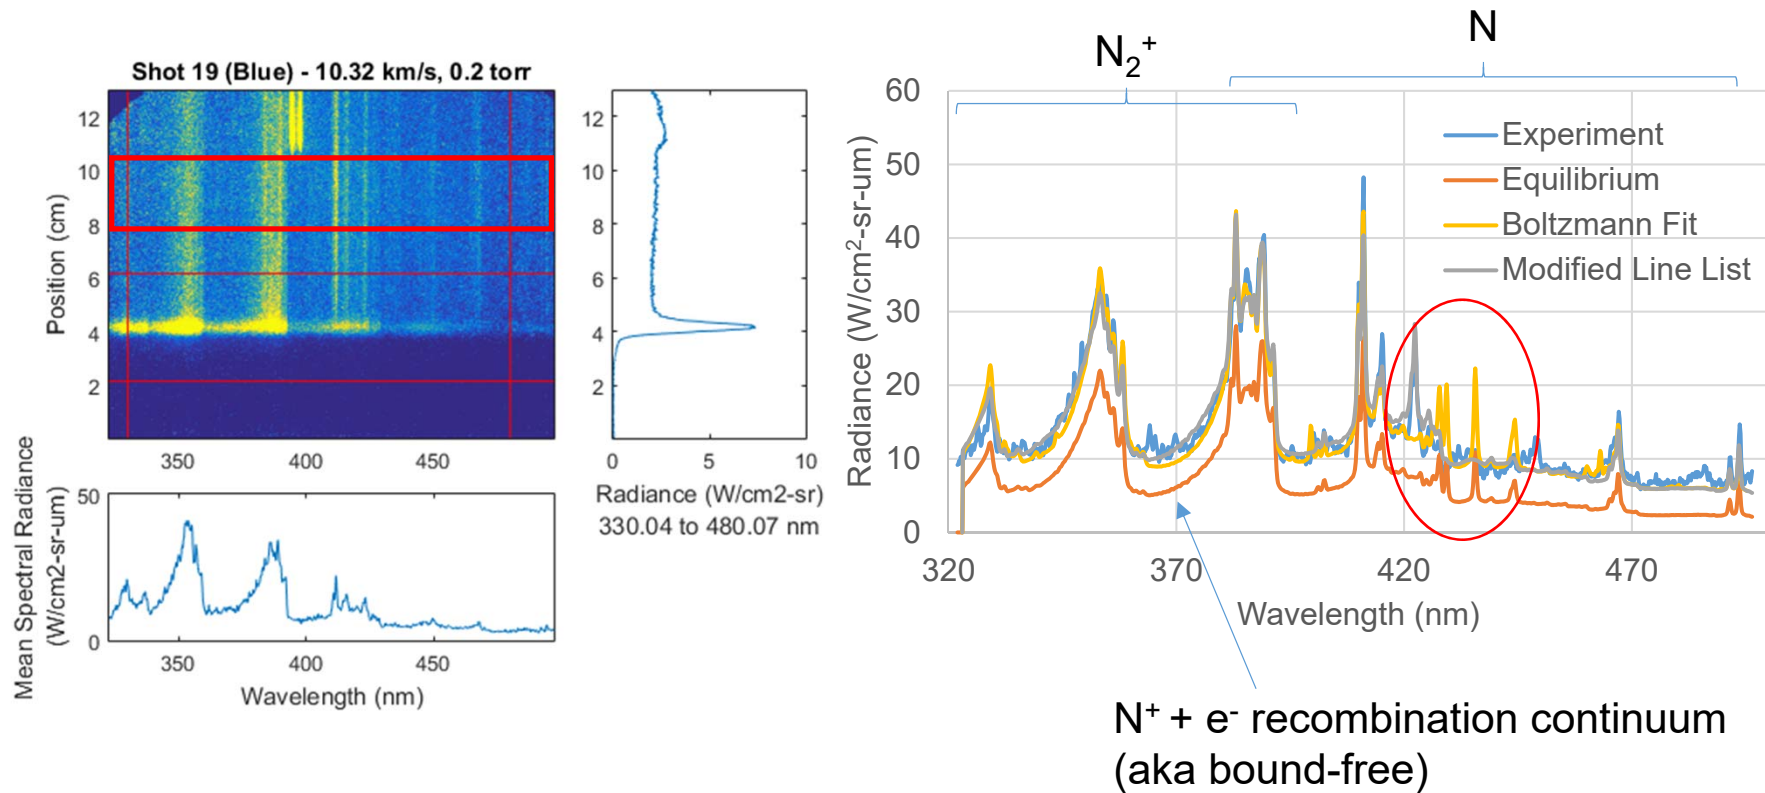 Shot 19 (Blue) - 10.32 km/s, 0.2 torr
12
10
8
6
4
2
Position (cm)
350
400
450
12
10
8
6
4
2
0
5
10
Radiance (W/cm2-sr)
330.04 to 480.07 nm
50
0
Mean Spectral Radiance
(W/cm2-sr-um)
350
400
450
Wavelength (nm)
N₂⁺
N
60
50
40
30
20
10
0
Radiance (W/cm²-sr-um)
Experiment
Equilibrium
Boltzmann Fit
Modified Line List
320
370
420
470
Wavelength (nm)
N⁺ + e⁻ recombination continuum
(aka bound-free)